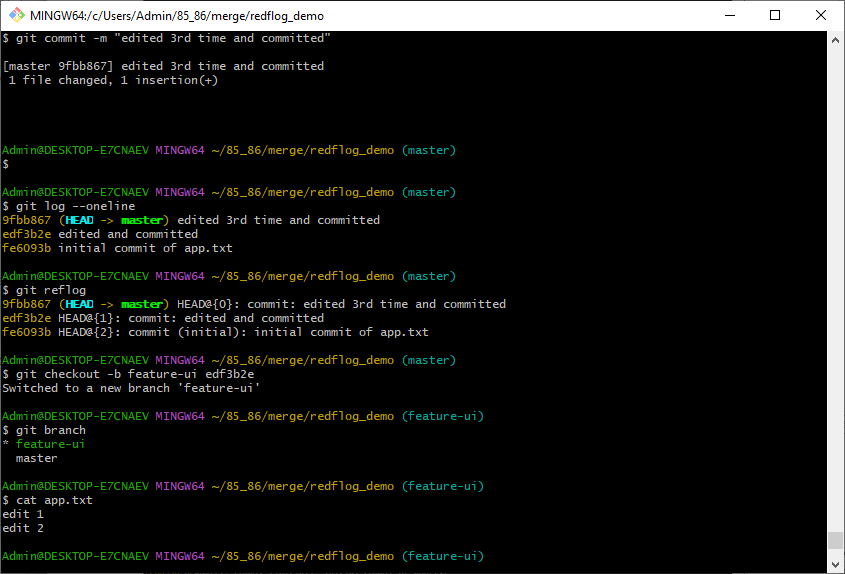 MINGW64:/c/Users/Admin/85_86/merge/redflog_demo
$ git commit -m "edited 3rd time and committed"
[master 9fbb867] edited 3rd time and committed
 1 file changed, 1 insertion(+)
Admin@DESKTOP-E7CNAEV MINGW64 ~/85_86/merge/redflog_demo (master)
$
Admin@DESKTOP-E7CNAEV MINGW64 ~/85_86/merge/redflog_demo (master)
$ git log --oneline
9fbb867 (HEAD -> master) edited 3rd time and committed
edf3b2e edited and committed
fe6093b initial commit of app.txt
Admin@DESKTOP-E7CNAEV MINGW64 ~/85_86/merge/redflog_demo (master)
$ git reflog
9fbb867 (HEAD -> master) HEAD@{0}: commit: edited 3rd time and committed
edf3b2e HEAD@{1}: commit: edited and committed
fe6093b HEAD@{2}: commit (initial): initial commit of app.txt
Admin@DESKTOP-E7CNAEV MINGW64 ~/85_86/merge/redflog_demo (master)
$ git checkout -b feature-ui edf3b2e
Switched to a new branch 'feature-ui'
Admin@DESKTOP-E7CNAEV MINGW64 ~/85_86/merge/redflog_demo (feature-ui)
$ git branch
* feature-ui
  master
Admin@DESKTOP-E7CNAEV MINGW64 ~/85_86/merge/redflog_demo (feature-ui)
$ cat app.txt
edit 1
edit 2
Admin@DESKTOP-E7CNAEV MINGW64 ~/85_86/merge/redflog_demo (feature-ui)